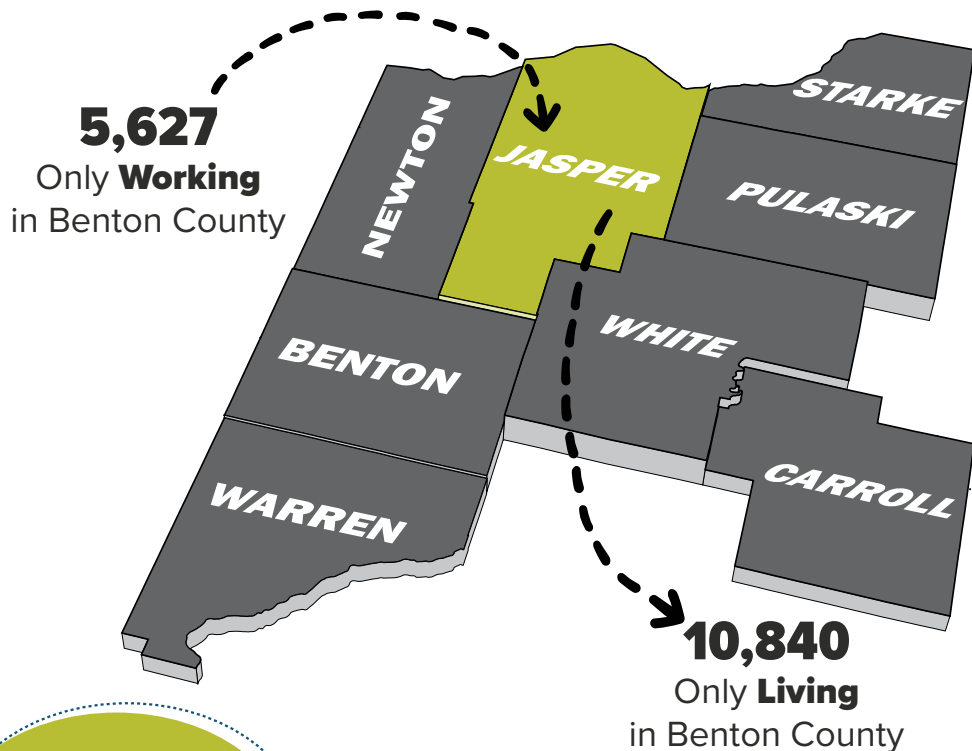 5,627
Only Working
in Benton County
STARKE
NEWTON
JASPER
PULASKI
WHITE
BENTON
CARROLL
WARREN
10,840
Only Living
in Benton County